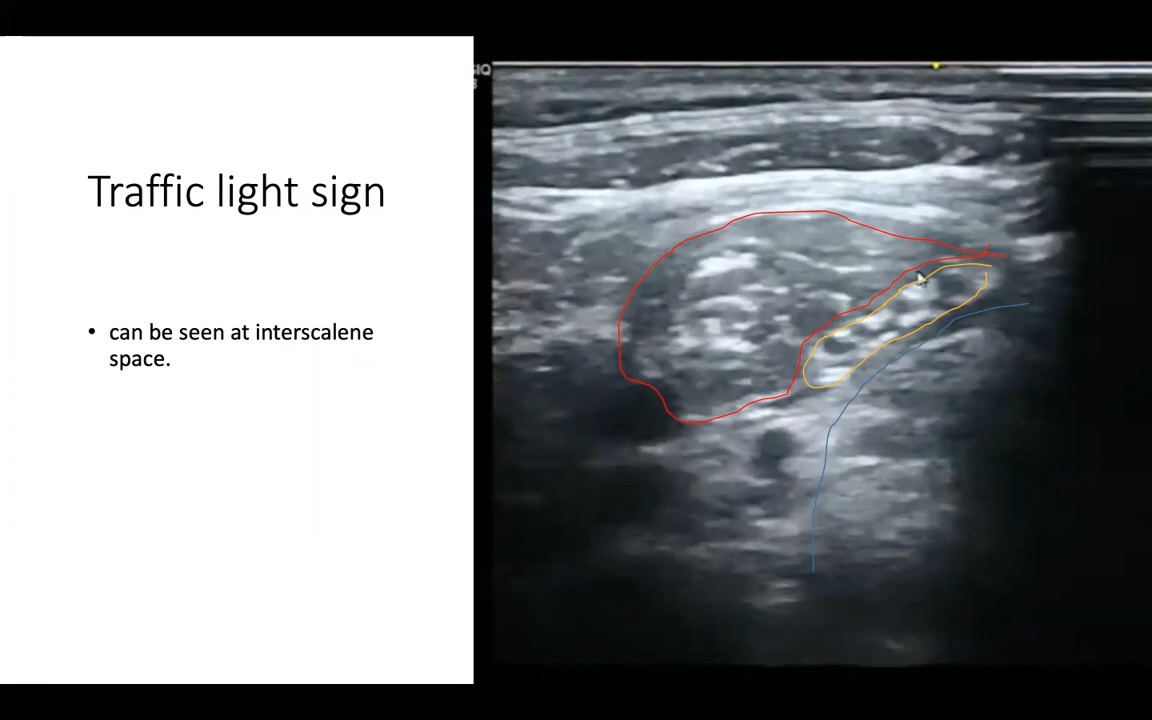 Traffic light sign
• can be seen at interscalene
space.